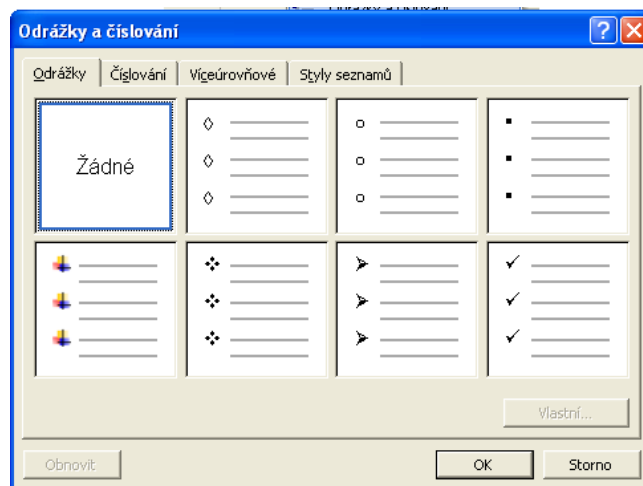 Odrážky a číslování
Odrážky Číslování Víceúrovňové Styly seznamů
Žádné
Vlastní...
Obnovit OK Storno